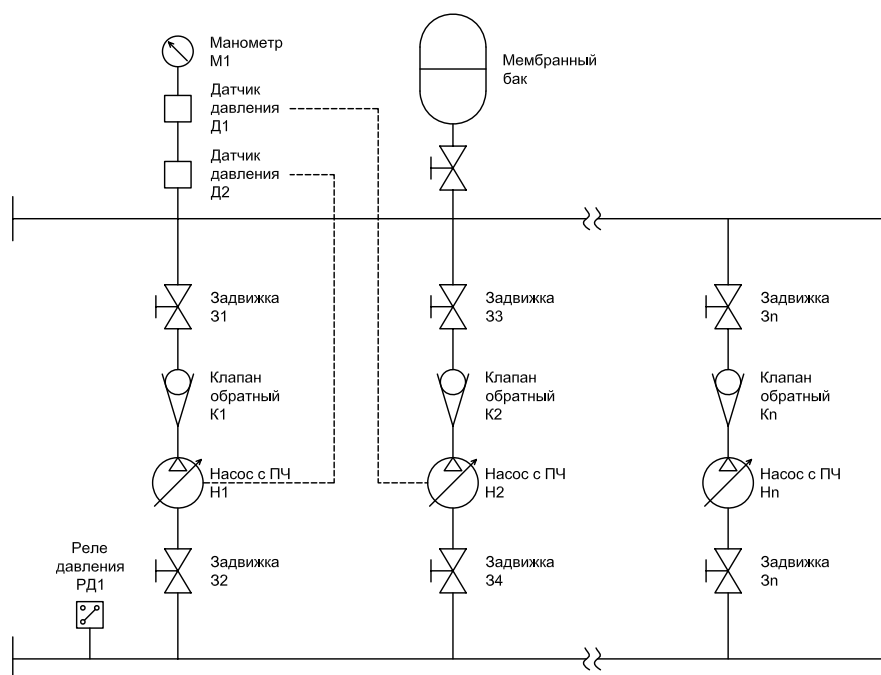 Манометр
М1
Мембранный
бак
Датчик
давления
Д1
Датчик
давления
Д2
Задвижка
З1
Задвижка
З3
Задвижка
Зn
Клапан
обратный
К1
Клапан
обратный
К2
Клапан
обратный
Кn
Насос с ПЧ
Н1
Насос с ПЧ
Н2
Насос с ПЧ
Нn
Реле
давления
РД1
Задвижка
З2
Задвижка
З4
Задвижка
Зn